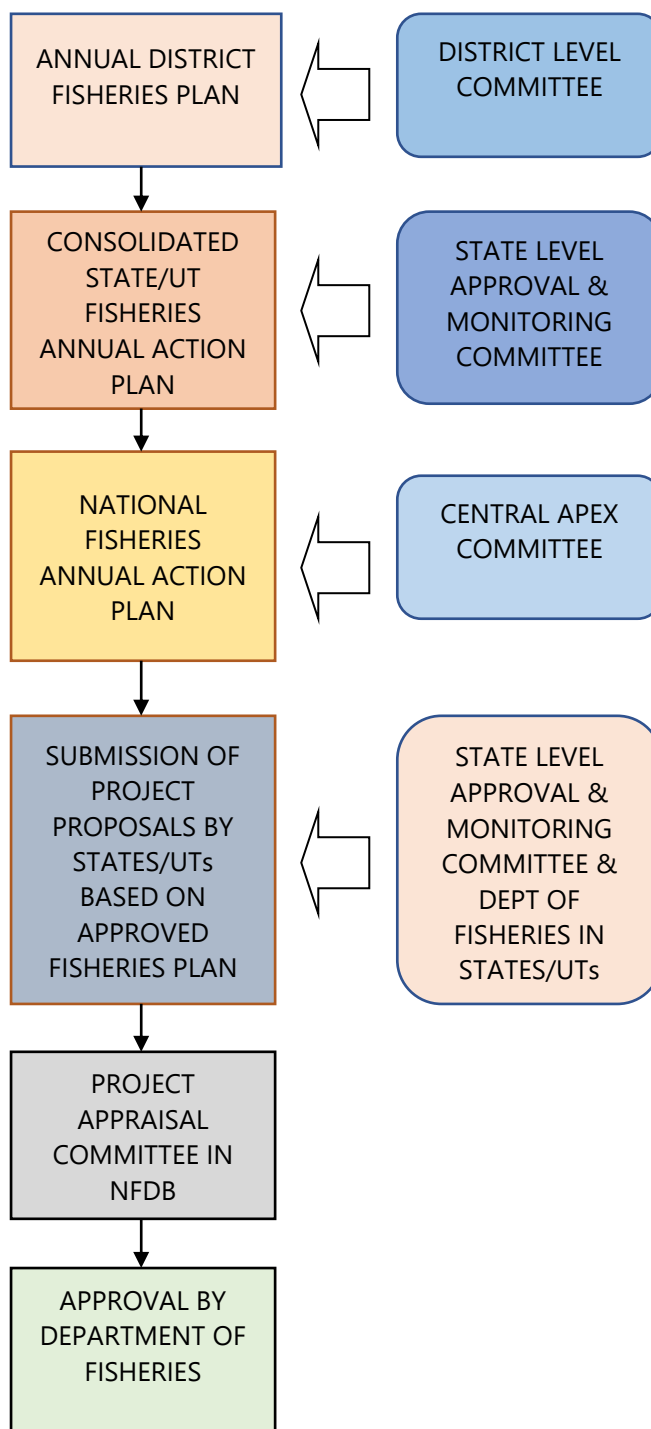 ANNUAL DISTRICT
FISHERIES PLAN
DISTRICT LEVEL
COMMITTEE
CONSOLIDATED
STATE/UT
FISHERIES
ANNUAL ACTION
PLAN
STATE LEVEL
APPROVAL &
MONITORING
COMMITTEE
NATIONAL
FISHERIES
ANNUAL ACTION
PLAN
CENTRAL APEX
COMMITTEE
SUBMISSION OF
PROJECT
PROPOSALS BY
STATES/UTs
BASED ON
APPROVED
FISHERIES PLAN
STATE LEVEL
APPROVAL &
MONITORING
COMMITTEE &
DEPT OF
FISHERIES IN
STATES/UTs
PROJECT
APPRAISAL
COMMITTEE IN
NFDB
APPROVAL BY
DEPARTMENT OF
FISHERIES